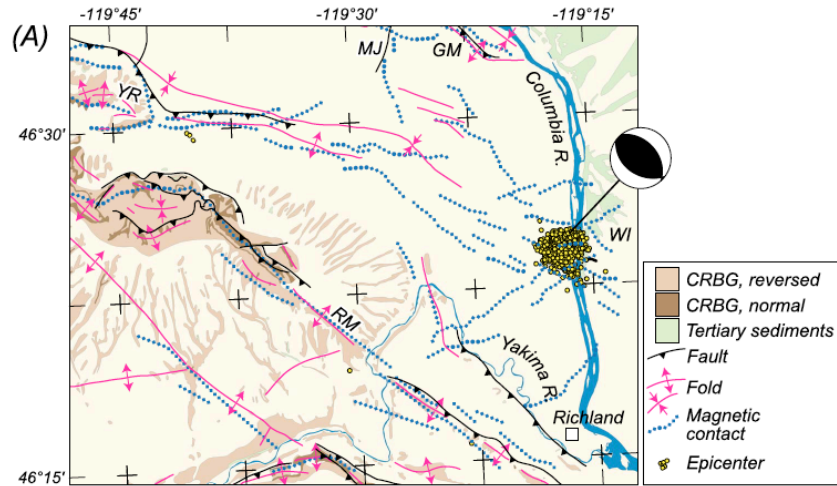 -119°45'
-119°30'
-119°15'
(A)
MJ
GM
Columbia R.
YR
46°30'
WI
RM
Yakima R.
Richland
46°15'
CRBG, reversed
CRBG, normal
Tertiary sediments
Fault
Fold
Magnetic
contact
Epicenter